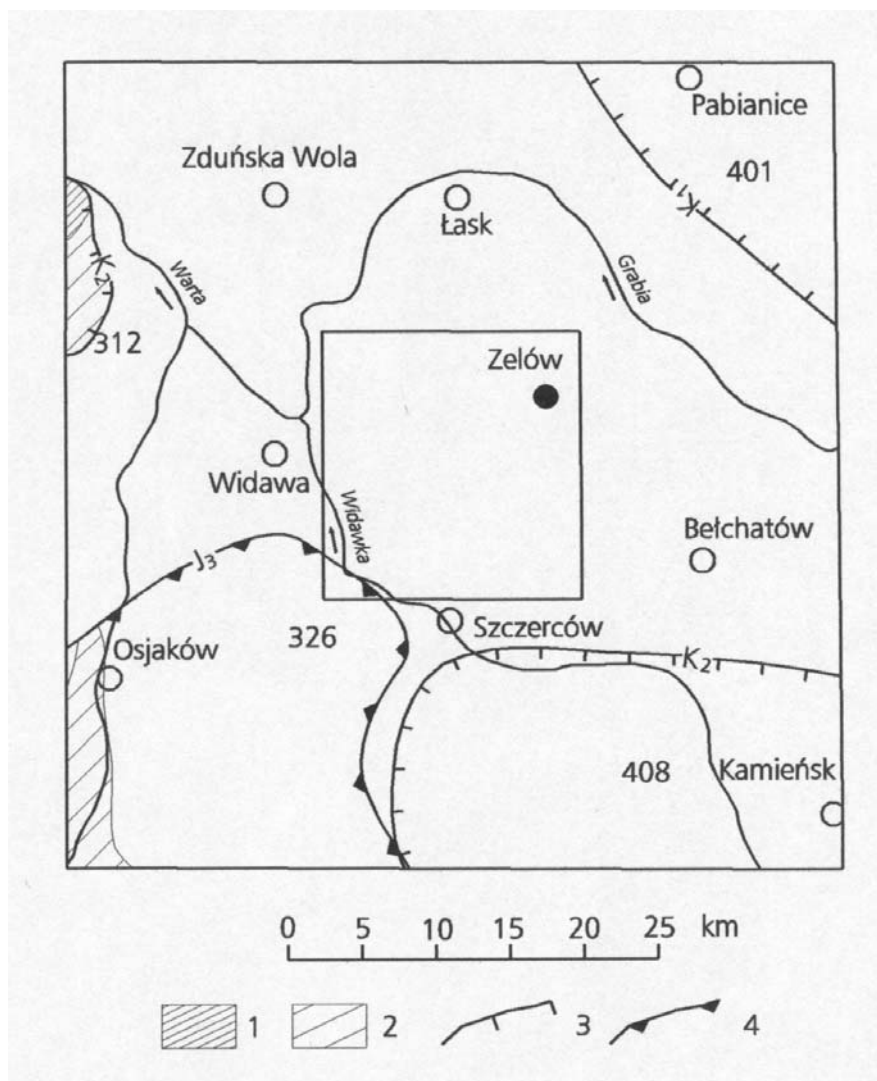 Pabianice
Zduńska Wola
401
K₁
Łask
K₂
Warta
Grabia
312
Zelów
Widawa
Widawka
Bełchatów
J₃
326
Szczerców
Osjaków
K₂
408
Kamieńsk
0 5 10 15 20 25 km
1 2 3 4